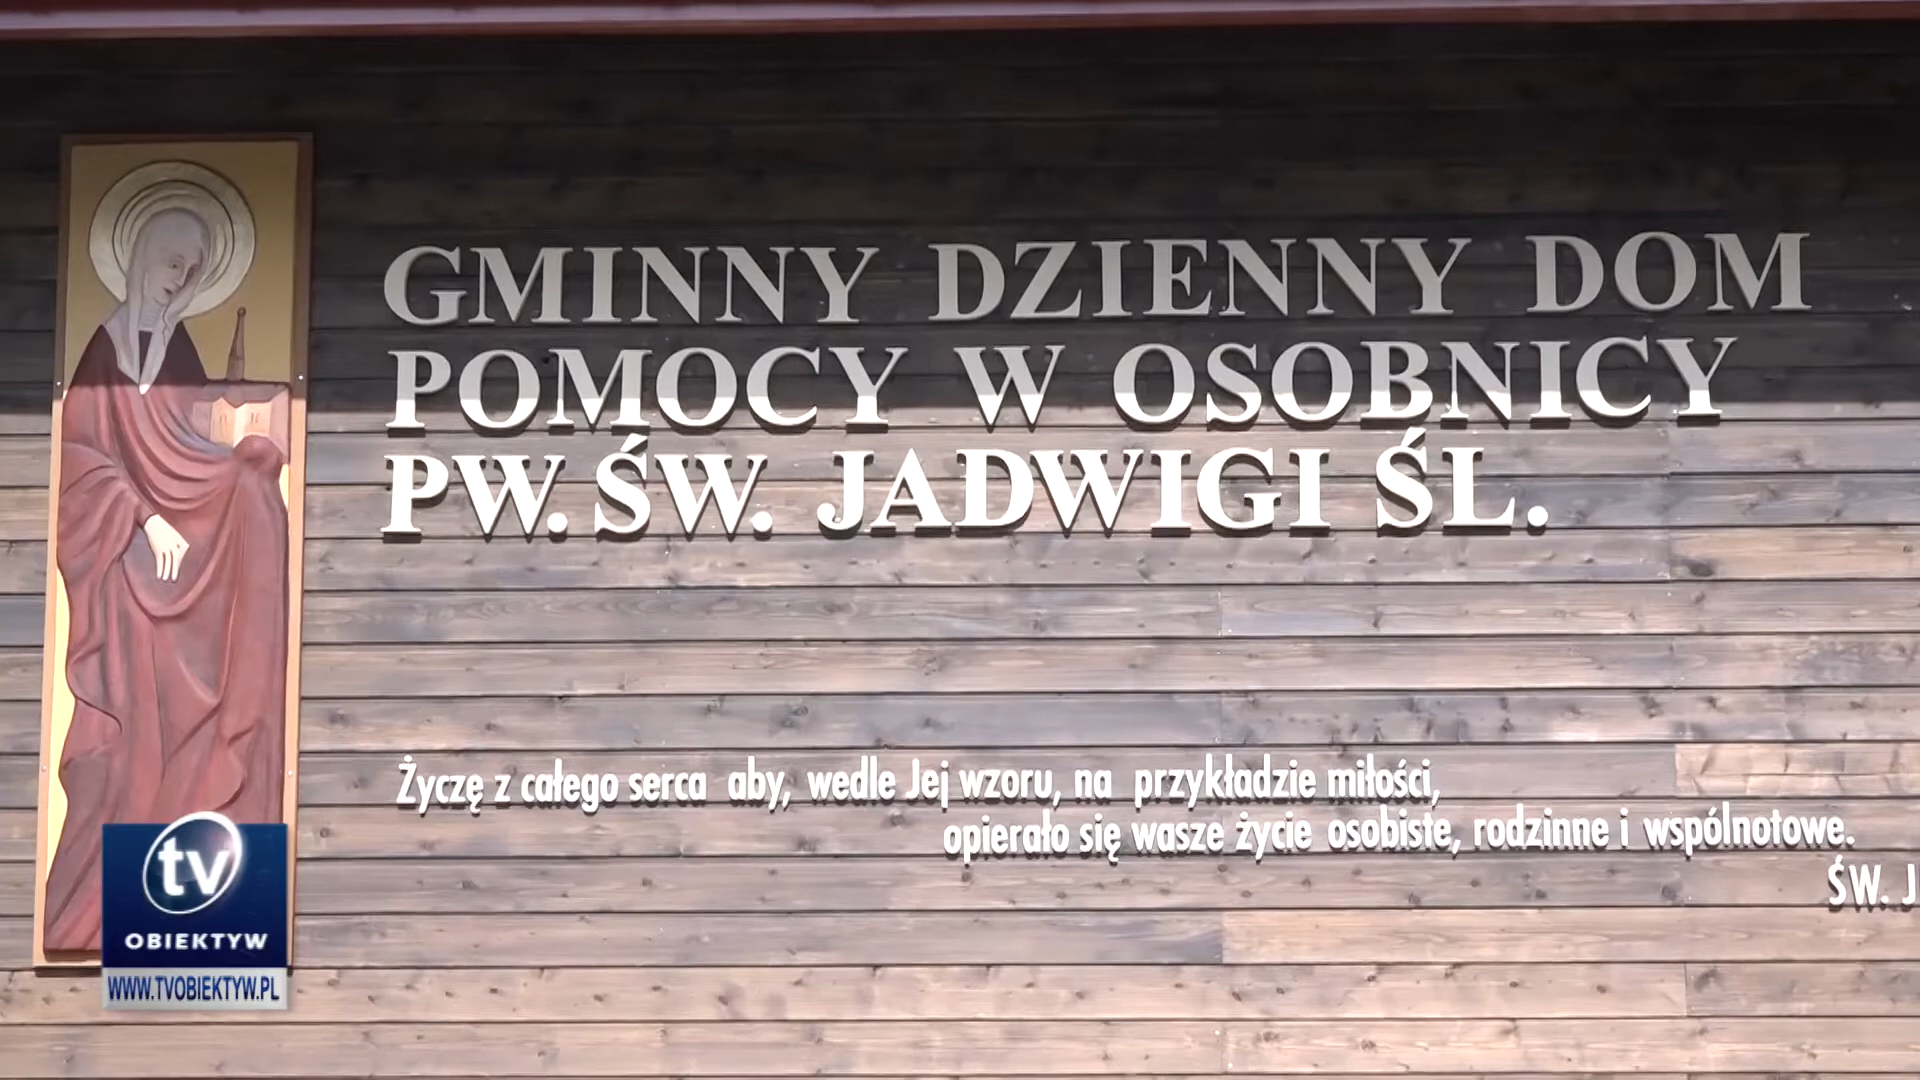 GMINNY DZIENNY DOM
POMOCY W OSOBNICY
PW. ŚW. JADWIGI ŚL.
Życzę z całego serca aby, wedle Jej wzoru, na przykładzie miłości,
opierało się wasze życie osobiste, rodzinne i wspólnotowe.
ŚW. J
tv
OBIEKTYW
WWW.TVOBIEKTYW.PL